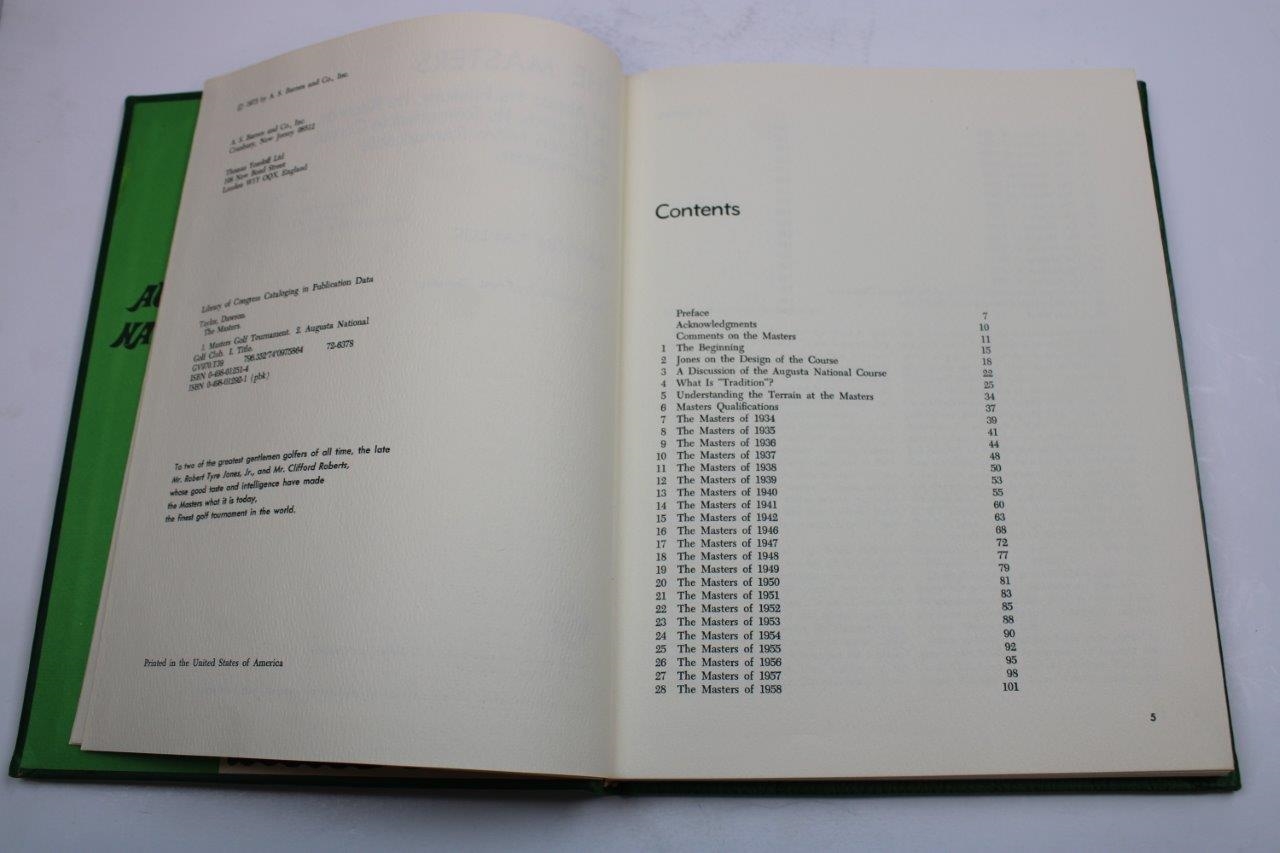 © 1973 by A. S. Barnes and Co., Inc.
A. S. Barnes and Co., Inc.
Cranbury, New Jersey 08512
Thomas Yoseloff Ltd
108 New Bond Street
London W1Y OQX, England
Library of Congress Cataloging in Publication Data
Taylor, Dawson.
The Masters.
1. Masters Golf Tournament. 2. Augusta National
Golf Club. I. Title.
GV970.T39 796.352'74'0975864 72-6378
ISBN 0-498-01251-4
ISBN 0-498-01292-1 (pbk)
To two of the greatest gentlemen golfers of all time, the late
Mr. Robert Tyre Jones, Jr., and Mr. Clifford Roberts,
whose good taste and intelligence have made
the Masters what it is today,
the finest golf tournament in the world.
Printed in the United States of America
Contents
Preface 7
Acknowledgments 10
Comments on the Masters 11
1 The Beginning 15
2 Jones on the Design of the Course 18
3 A Discussion of the Augusta National Course 22
4 What Is "Tradition"? 25
5 Understanding the Terrain at the Masters 34
6 Masters Qualifications 37
7 The Masters of 1934 39
8 The Masters of 1935 41
9 The Masters of 1936 44
10 The Masters of 1937 48
11 The Masters of 1938 50
12 The Masters of 1939 53
13 The Masters of 1940 55
14 The Masters of 1941 60
15 The Masters of 1942 63
16 The Masters of 1946 68
17 The Masters of 1947 72
18 The Masters of 1948 77
19 The Masters of 1949 79
20 The Masters of 1950 81
21 The Masters of 1951 83
22 The Masters of 1952 85
23 The Masters of 1953 88
24 The Masters of 1954 90
25 The Masters of 1955 92
26 The Masters of 1956 95
27 The Masters of 1957 98
28 The Masters of 1958 101
5